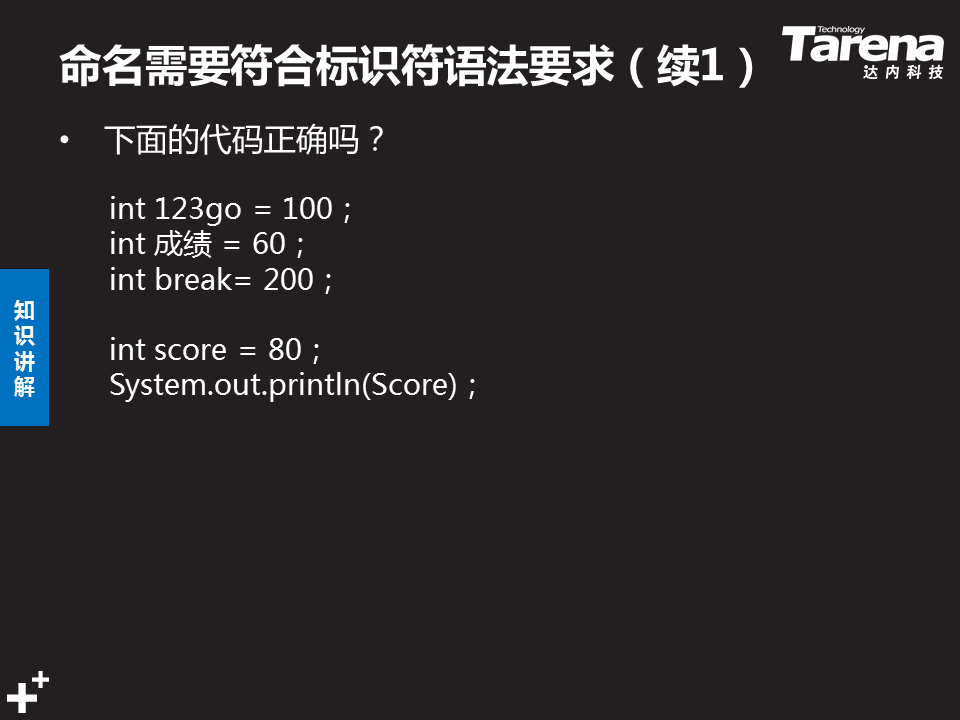 命名需要符合标识符语法要求（续1）
Technology
Tarena
达内科技
• 下面的代码正确吗？
int 123go = 100；
int 成绩 = 60；
int break= 200；
int score = 80；
System.out.println(Score)；
知识讲解